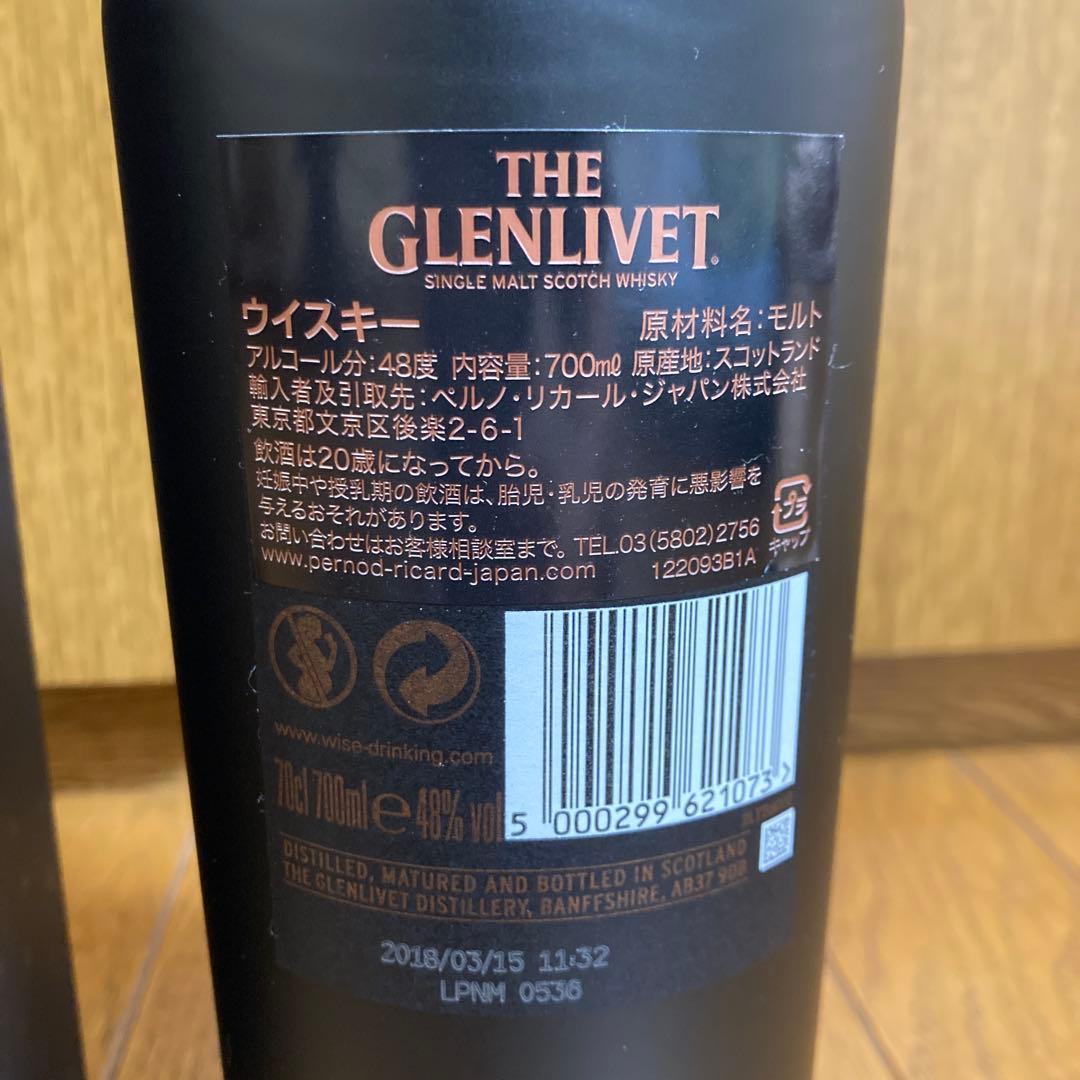 THE
GLENLIVET®
SINGLE MALT SCOTCH WHISKY
ウイスキー 原材料名:モルト
アルコール分:48度 内容量:700mℓ 原産地:スコットランド
輸入者及引取先:ペルノ・リカール・ジャパン株式会社
東京都文京区後楽2-6-1
飲酒は20歳になってから。
妊娠中や授乳期の飲酒は、胎児・乳児の発育に悪影響を
与えるおそれがあります。
お問い合わせはお客様相談室まで。TEL.03(5802)2756
www.pernod-ricard-japan.com 122093B1A
プラ
キャップ
www.wise-drinking.com
70cl 700ml e 48% vol
5 000299 621073 >
DISTILLED, MATURED AND BOTTLED IN SCOTLAND
THE GLENLIVET DISTILLERY, BANFFSHIRE, AB37 9DB
2018/03/15 11:32
LPNM 0536